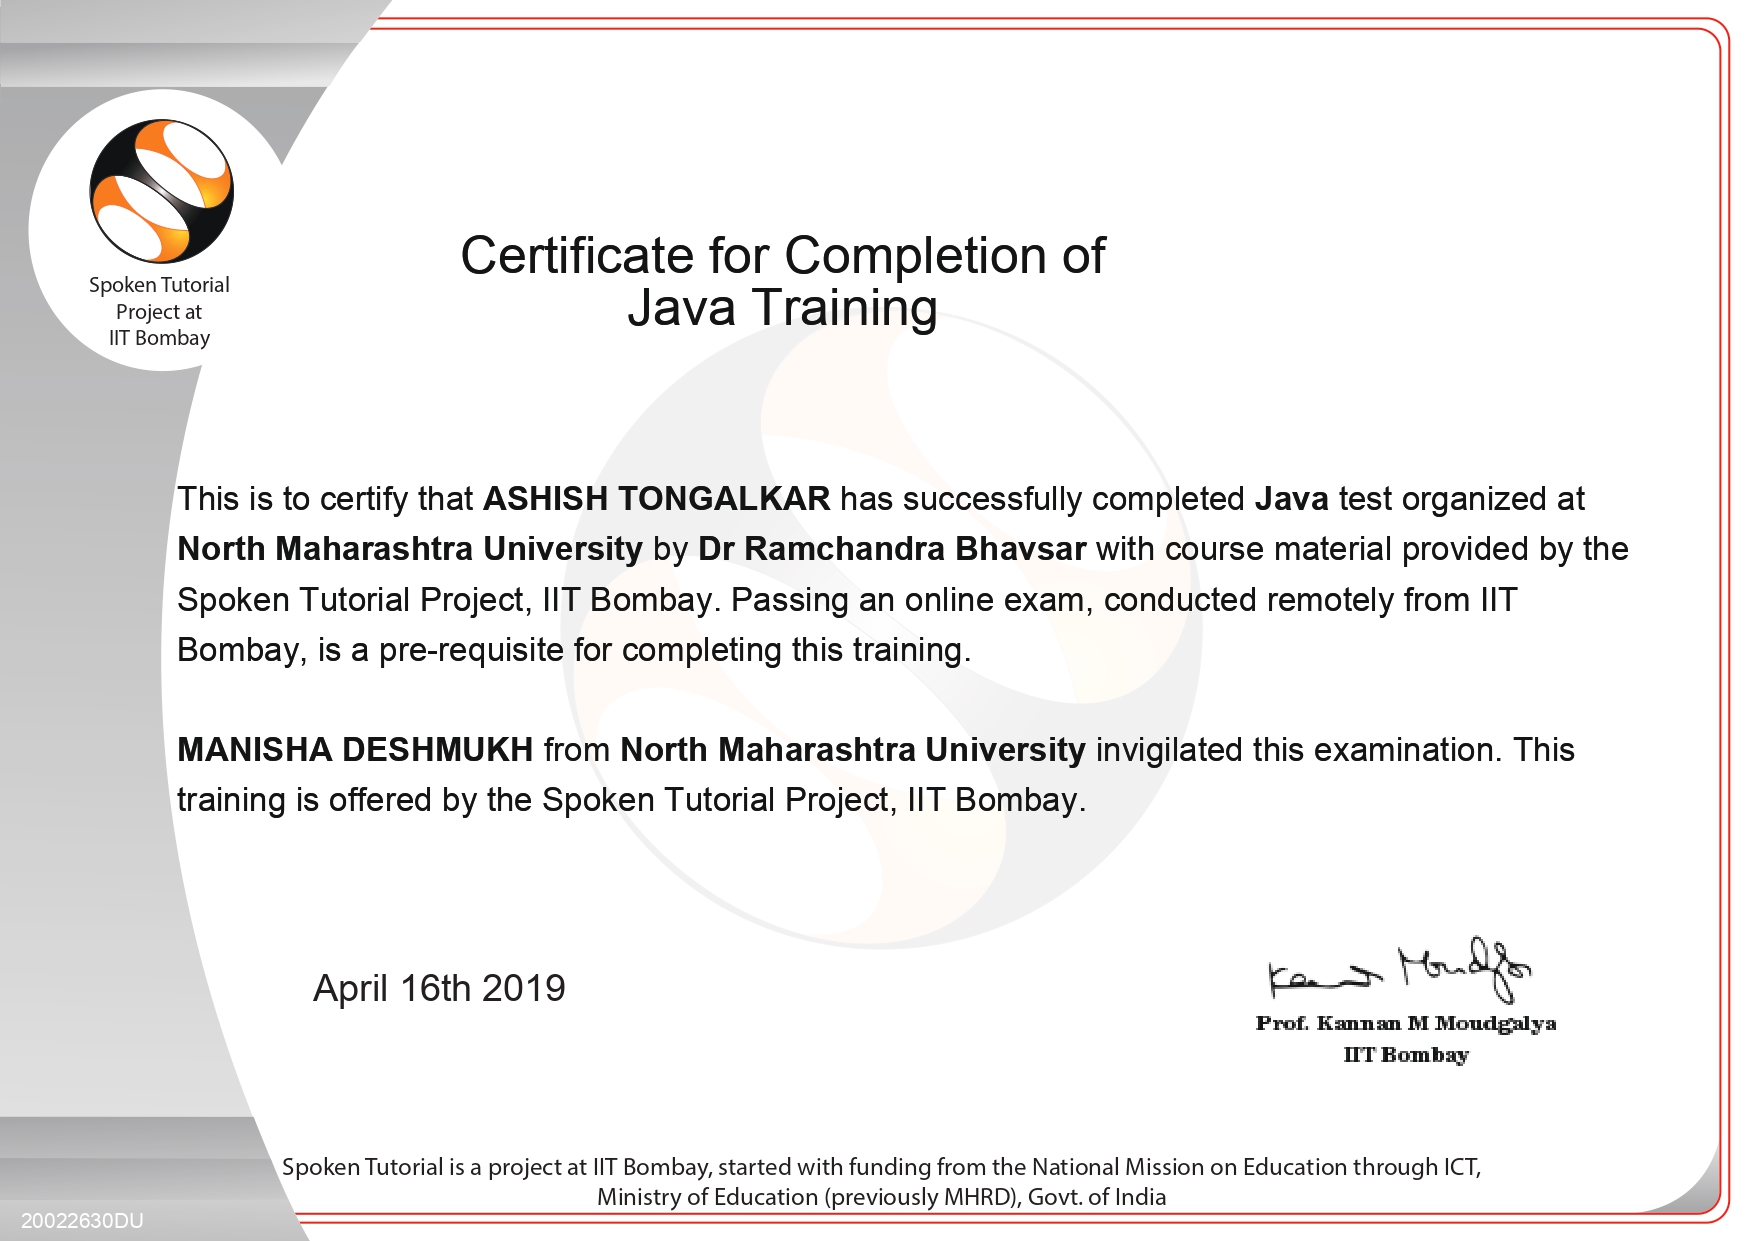 Spoken Tutorial
Project at
IIT Bombay
Certificate for Completion of
Java Training
This is to certify that ASHISH TONGALKAR has successfully completed Java test organized at
North Maharashtra University by Dr Ramchandra Bhavsar with course material provided by the
Spoken Tutorial Project, IIT Bombay. Passing an online exam, conducted remotely from IIT
Bombay, is a pre-requisite for completing this training.
MANISHA DESHMUKH from North Maharashtra University invigilated this examination. This
training is offered by the Spoken Tutorial Project, IIT Bombay.
April 16th 2019
Kannan Moudgalya
Prof. Kannan M Moudgalya
IIT Bombay
Spoken Tutorial is a project at IIT Bombay, started with funding from the National Mission on Education through ICT,
Ministry of Education (previously MHRD), Govt. of India
20022630DU